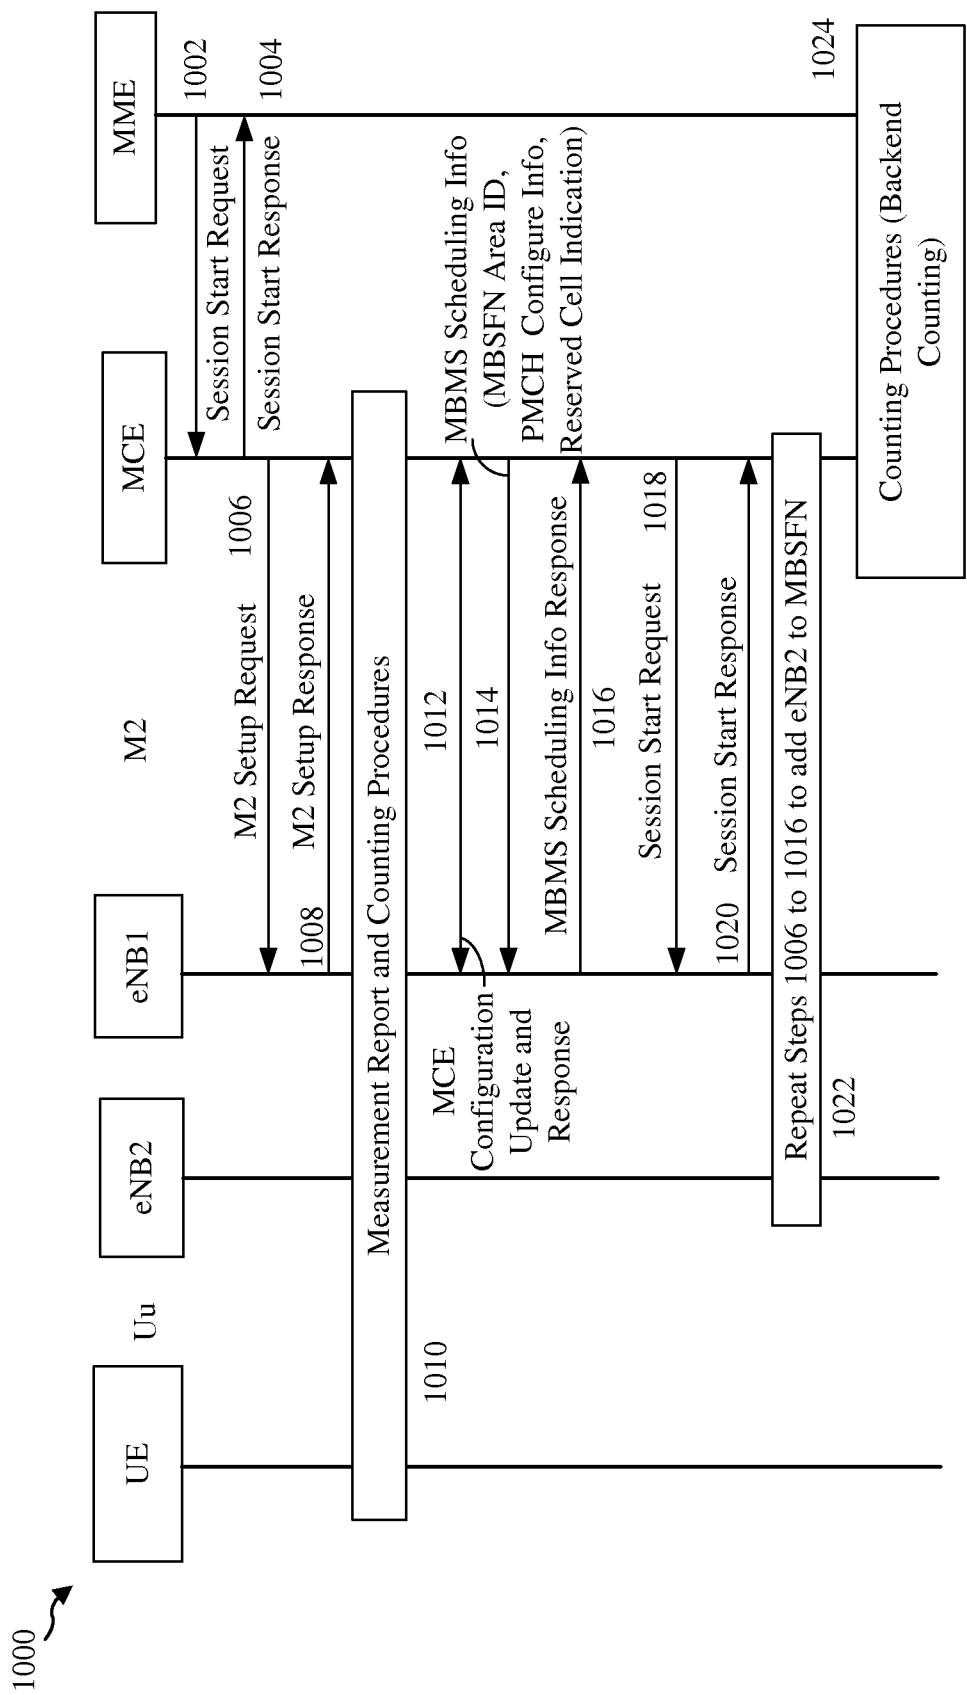 1000
UE
Uu
eNB2
eNB1
M2
MCE
MME
1002
Session Start Request
1004
Session Start Response
1006
M2 Setup Request
1008
M2 Setup Response
Measurement Report and Counting Procedures
1010
1012
MCE
Configuration
Update and
Response
1014
MBMS Scheduling Info
(MBSFN Area ID,
PMCH Configure Info,
Reserved Cell Indication)
MBMS Scheduling Info Response
1016
Session Start Request
1018
1020
Session Start Response
Repeat Steps 1006 to 1016 to add eNB2 to MBSFN
1022
1024
Counting Procedures (Backend
Counting)